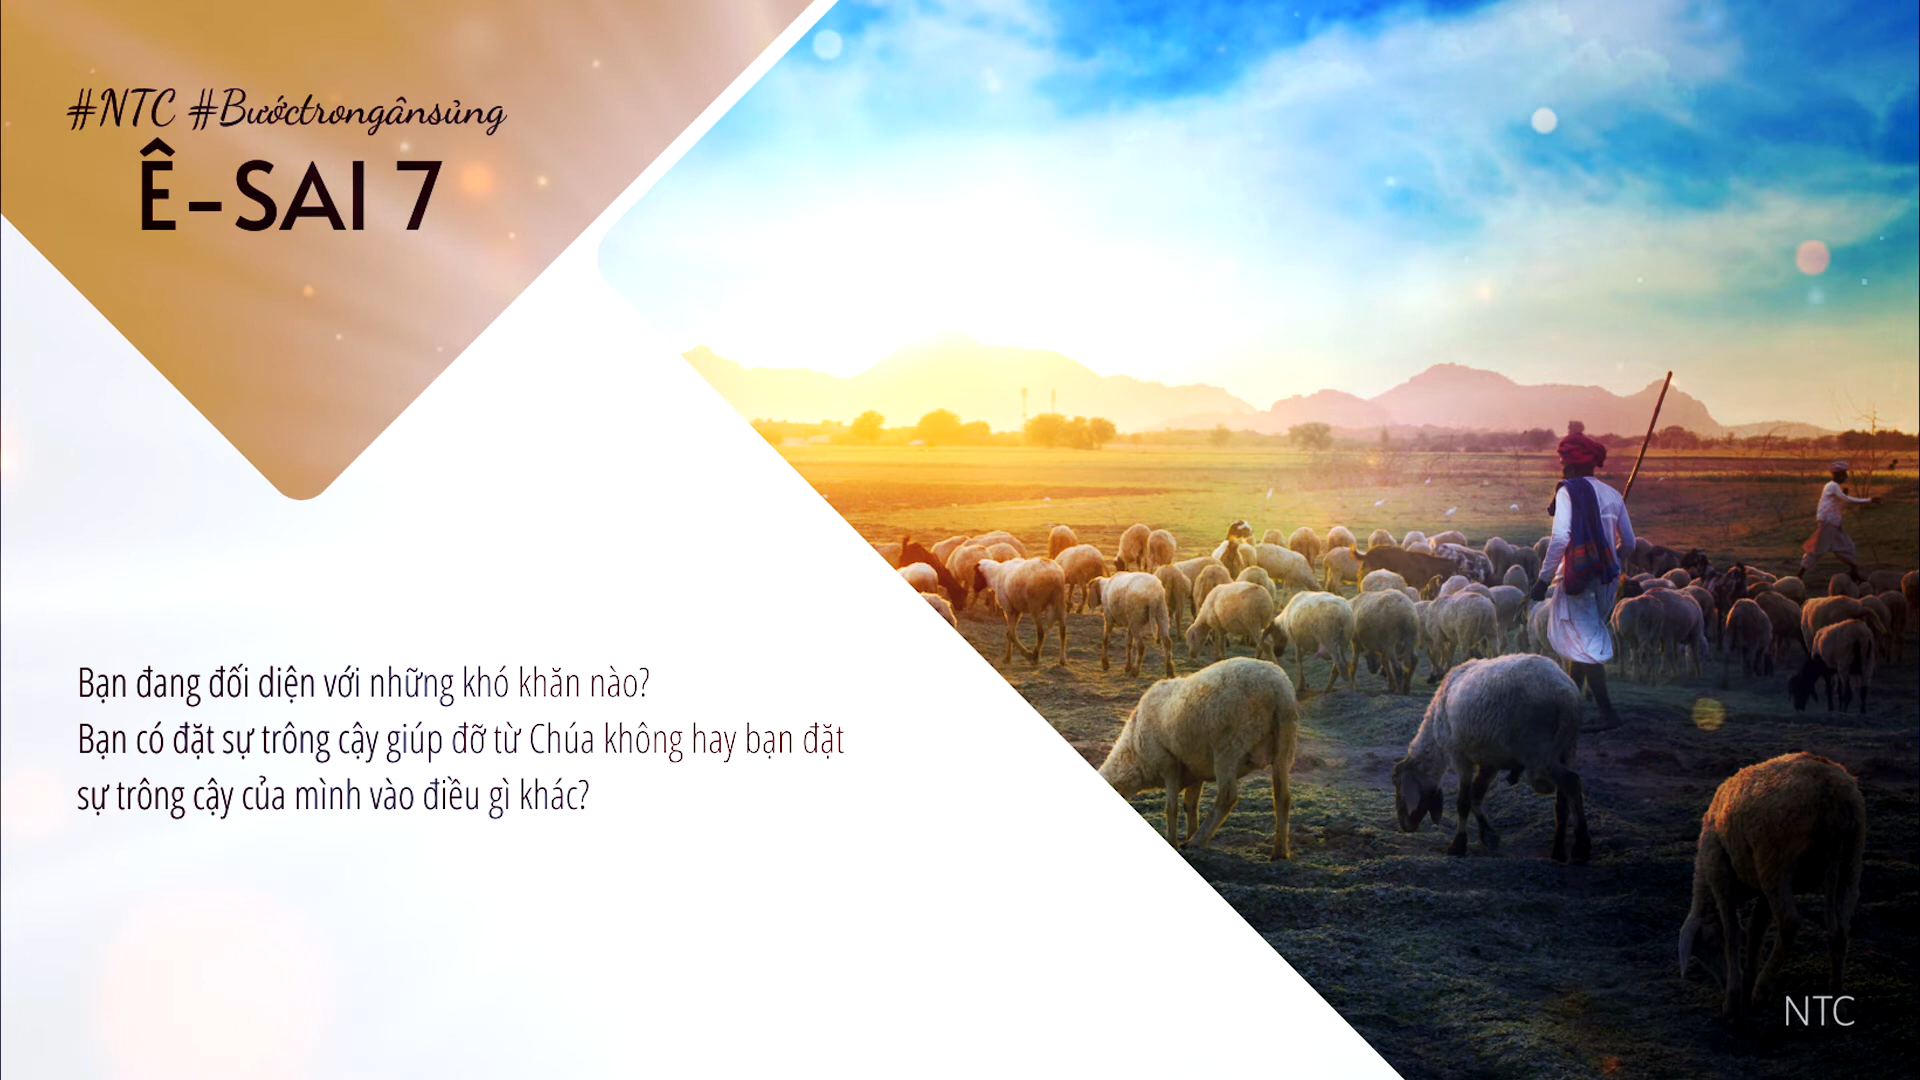 #NTC #Bướctrongânsủng
Ê-SAI 7
Bạn đang đối diện với những khó khăn nào?
Bạn có đặt sự trông cậy giúp đỡ từ Chúa không hay bạn đặt
sự trông cậy của mình vào điều gì khác?
NTC